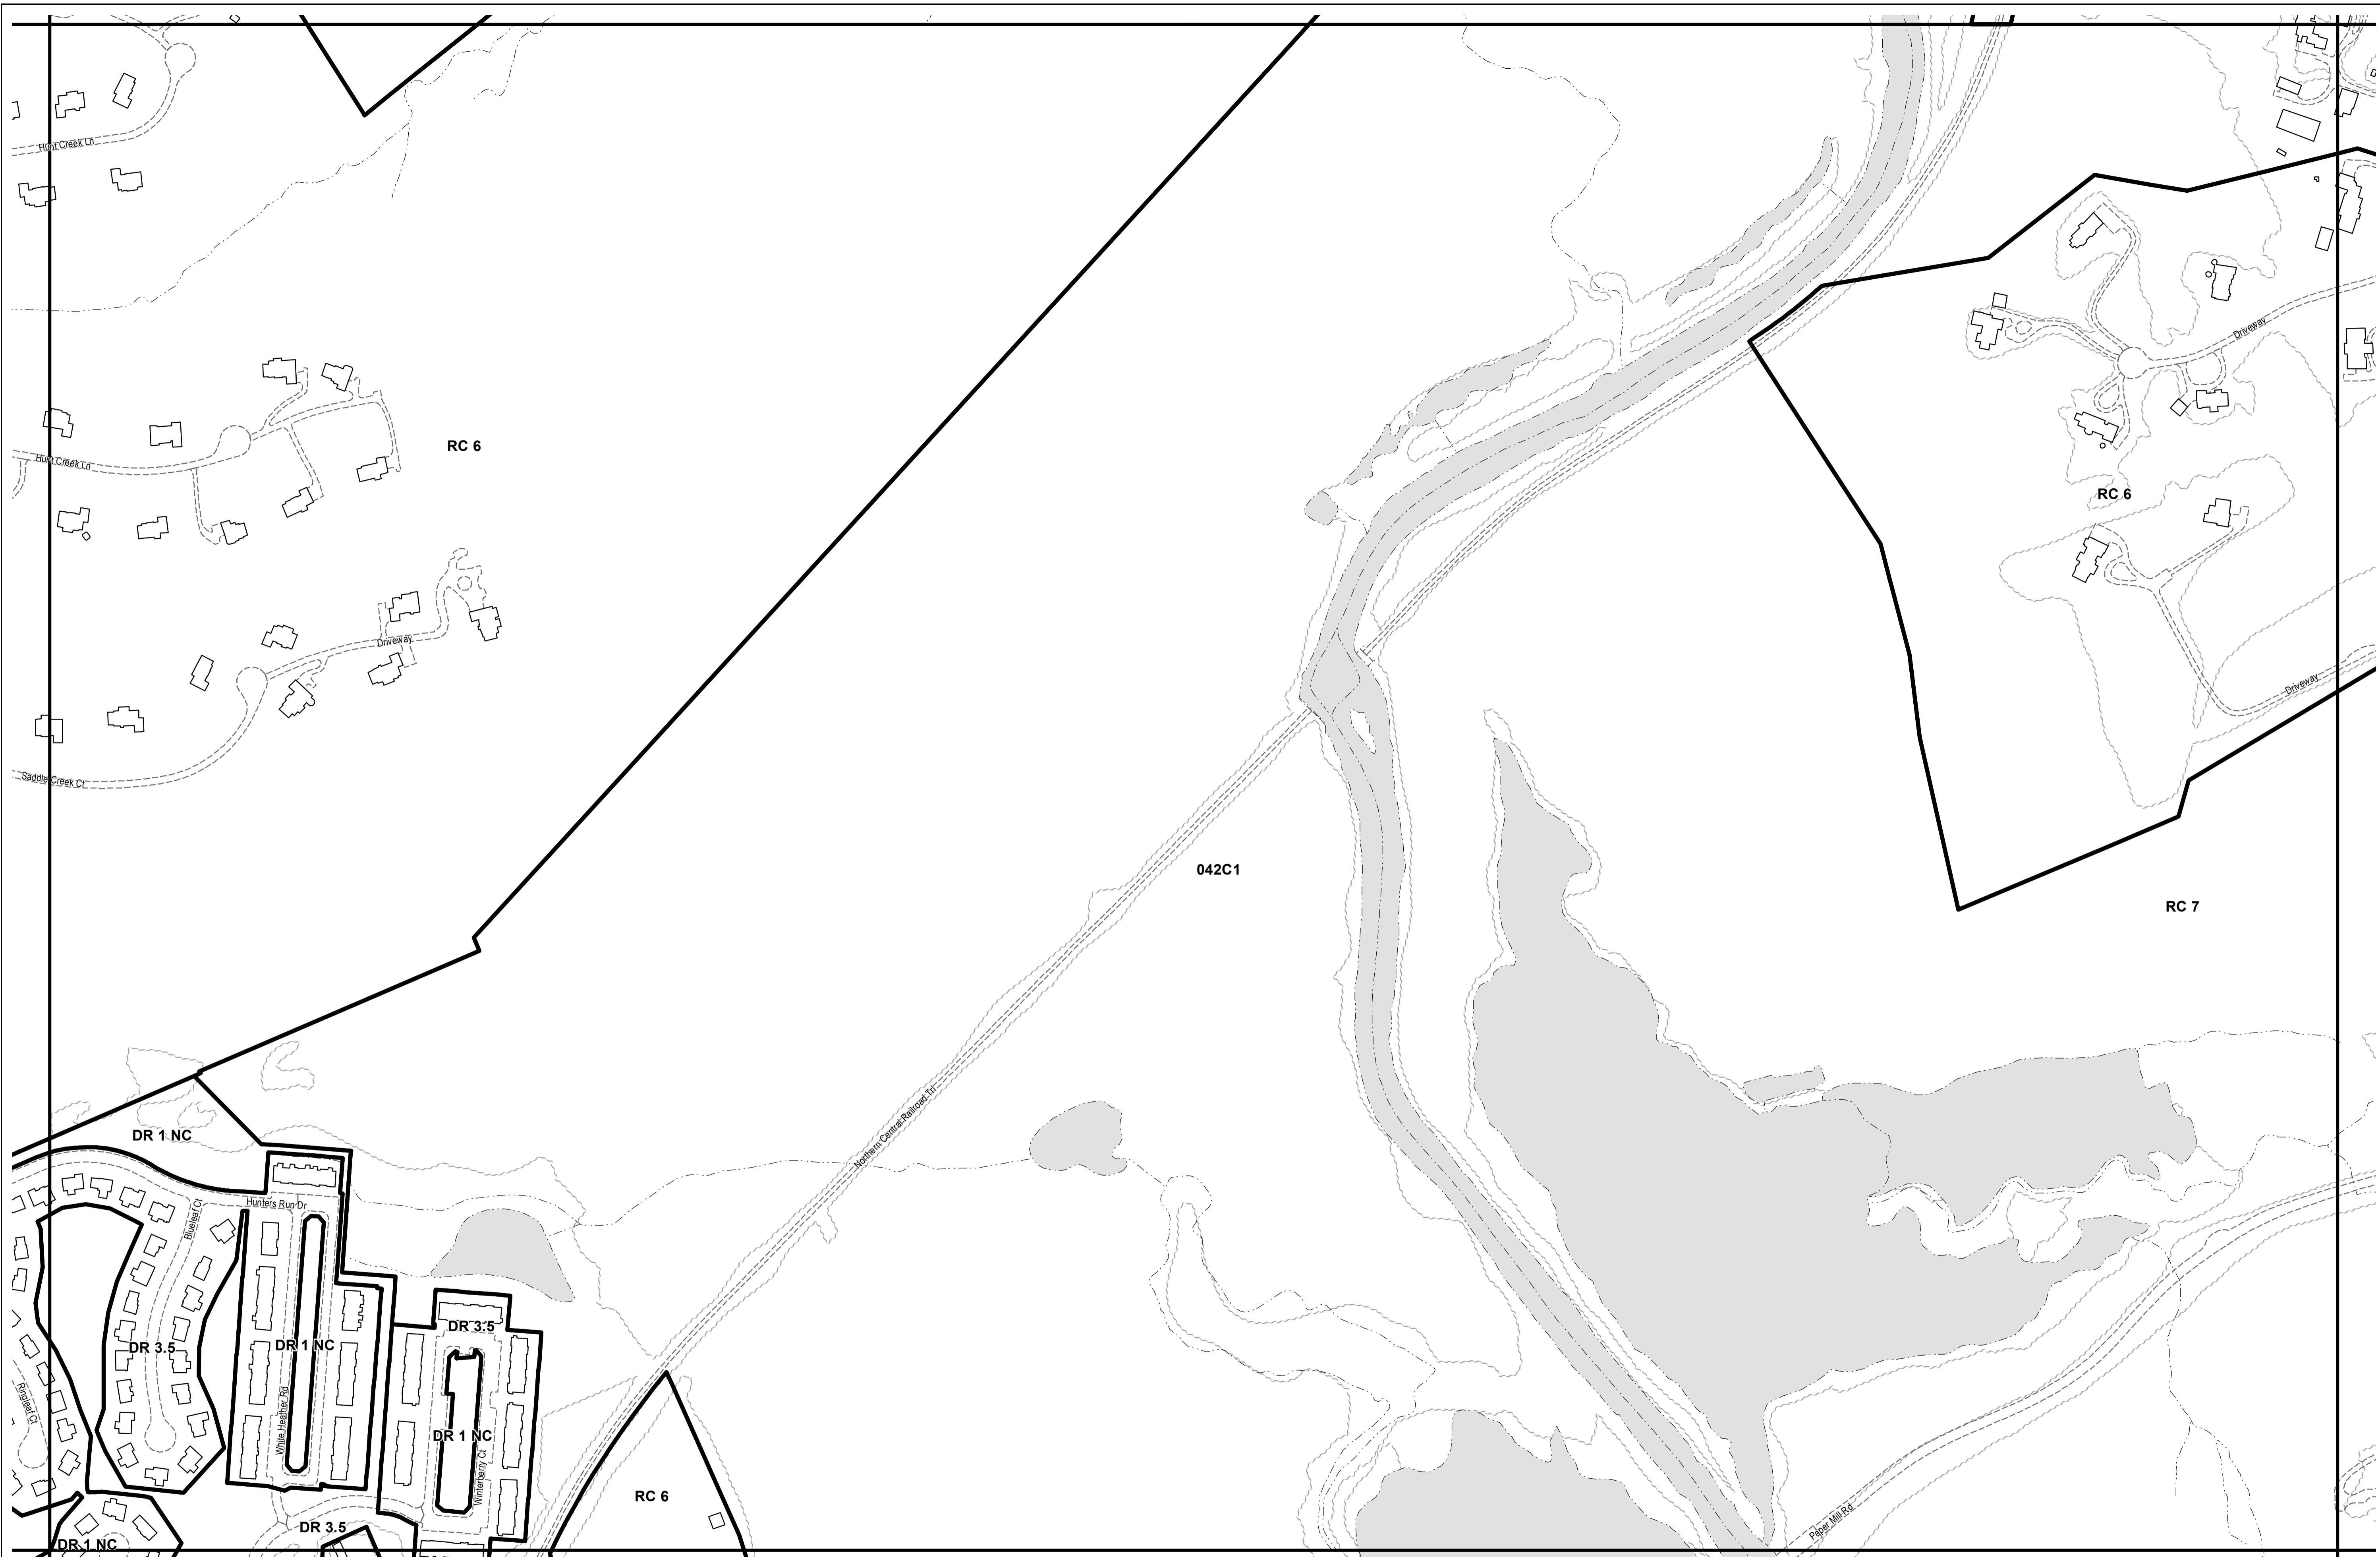 Hunt Creek Ln
Driveway
RC 6
Hunt Creek Ln
RC 6
Driveway
Driveway
Saddle Creek Ct
042C1
RC 7
Northern Central Railroad Trl
DR 1 NC
Hunters Run Dr
Blueleaf Ct
DR 3.5
DR 1 NC
DR 3.5
Ringleaf Ct
White Heather Rd
DR 1 NC
Winterberry Ct
RC 6
Paper Mill Rd
DR 3.5
DR 1 NC